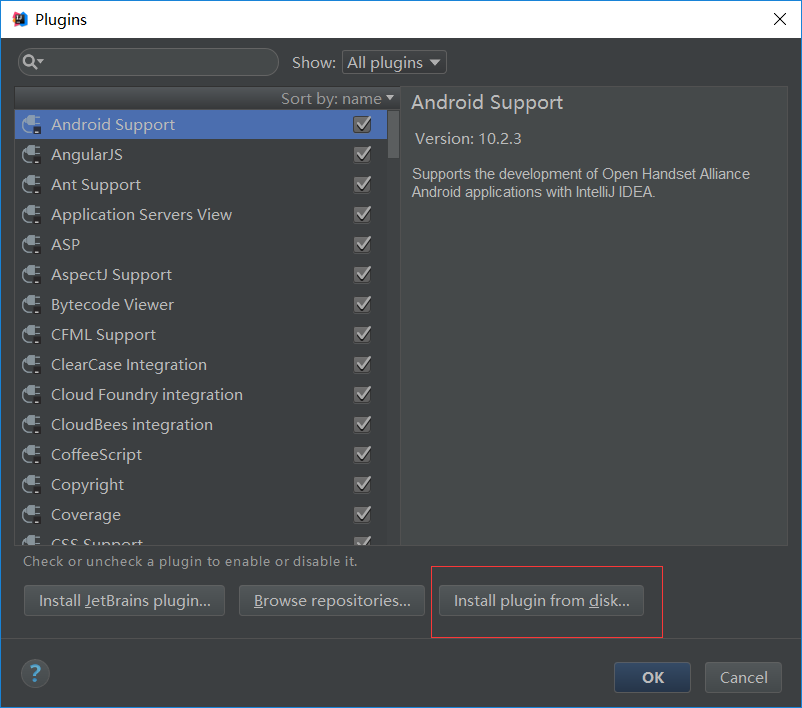 Plugins
Show: All plugins
Sort by: name
Android Support
AngularJS
Ant Support
Application Servers View
ASP
AspectJ Support
Bytecode Viewer
CFML Support
ClearCase Integration
Cloud Foundry integration
CloudBees integration
CoffeeScript
Copyright
Coverage
CSS Support
Android Support
Version: 10.2.3
Supports the development of Open Handset Alliance
Android applications with IntelliJ IDEA.
Check or uncheck a plugin to enable or disable it.
Install JetBrains plugin... Browse repositories... Install plugin from disk...
? OK Cancel